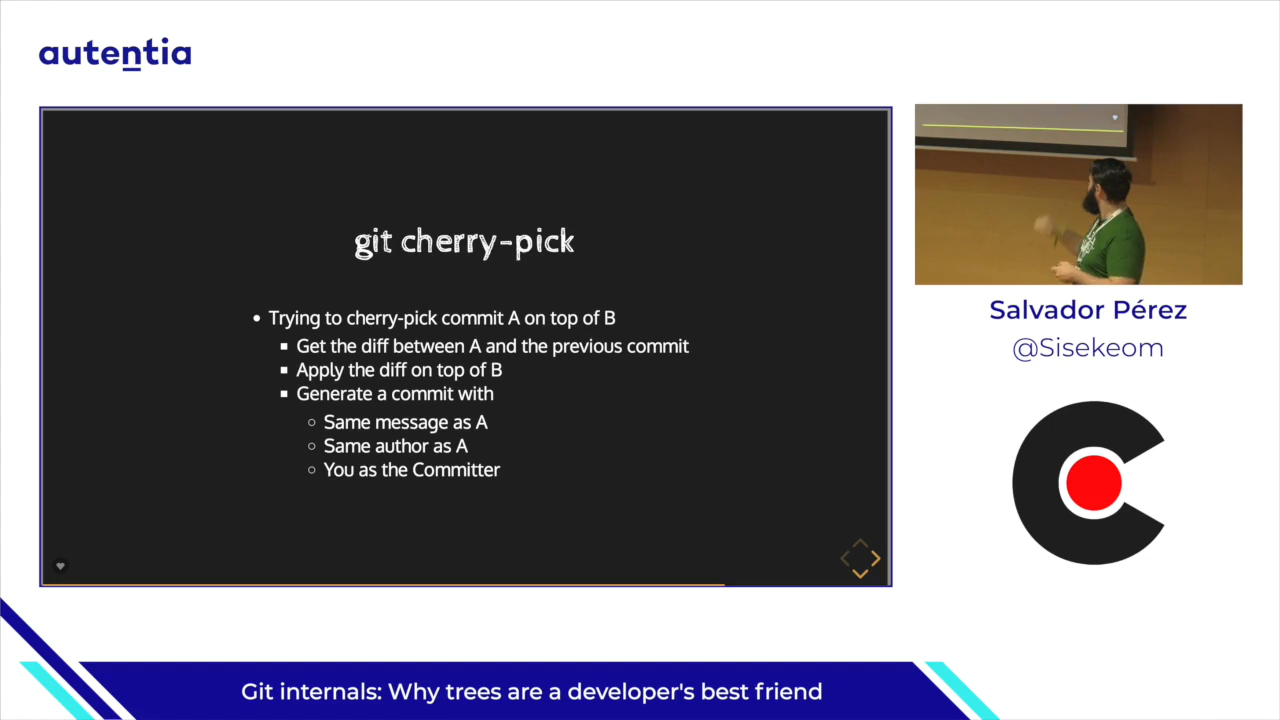 autentia
git cherry-pick
Trying to cherry-pick commit A on top of B
Get the diff between A and the previous commit
Apply the diff on top of B
Generate a commit with
Same message as A
Same author as A
You as the Committer
Salvador Pérez
@Sisekeom
Git internals: Why trees are a developer's best friend